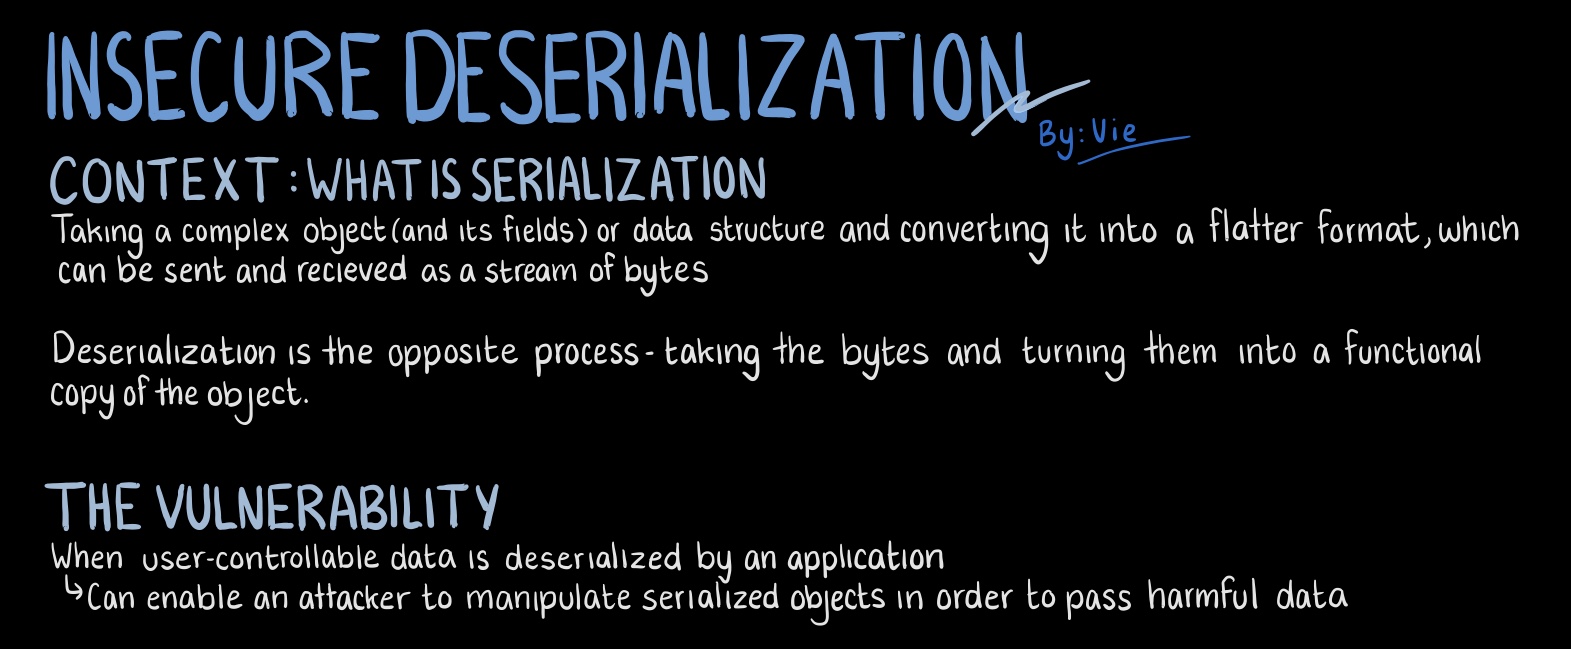 INSECURE DESERIALIZATION
By: Vie
CONTEXT: WHAT IS SERIALIZATION
Taking a complex object (and its fields) or data structure and converting it into a flatter format, which
can be sent and recieved as a stream of bytes
Deserialization is the opposite process - taking the bytes and turning them into a functional
copy of the object.
THE VULNERABILITY
When user-controllable data is deserialized by an application
↳ Can enable an attacker to manipulate serialized objects in order to pass harmful data